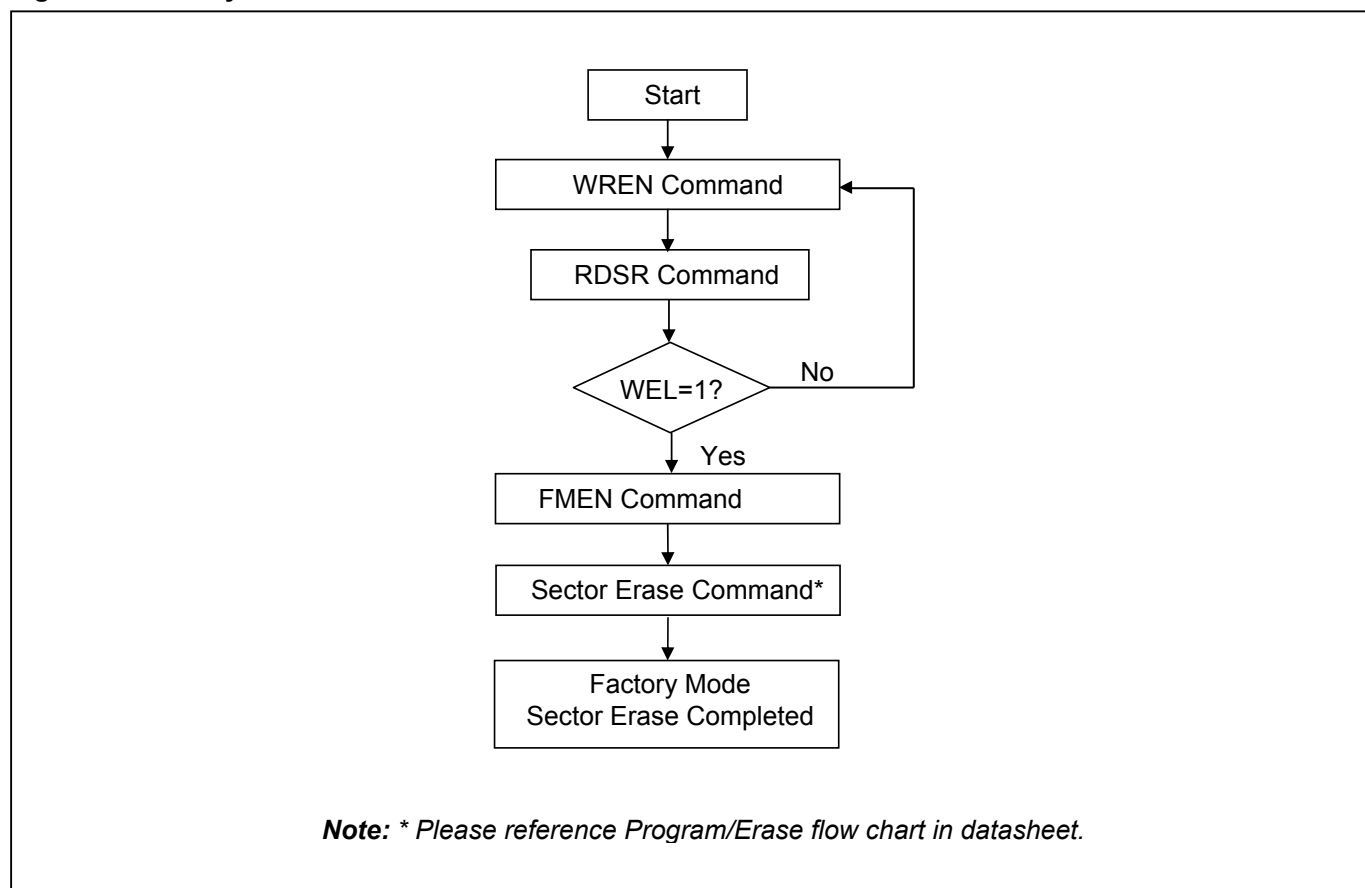 Start
WREN Command
RDSR Command
WEL=1?
No
Yes
FMEN Command
Sector Erase Command*
Factory Mode
Sector Erase Completed
Note: * Please reference Program/Erase flow chart in datasheet.